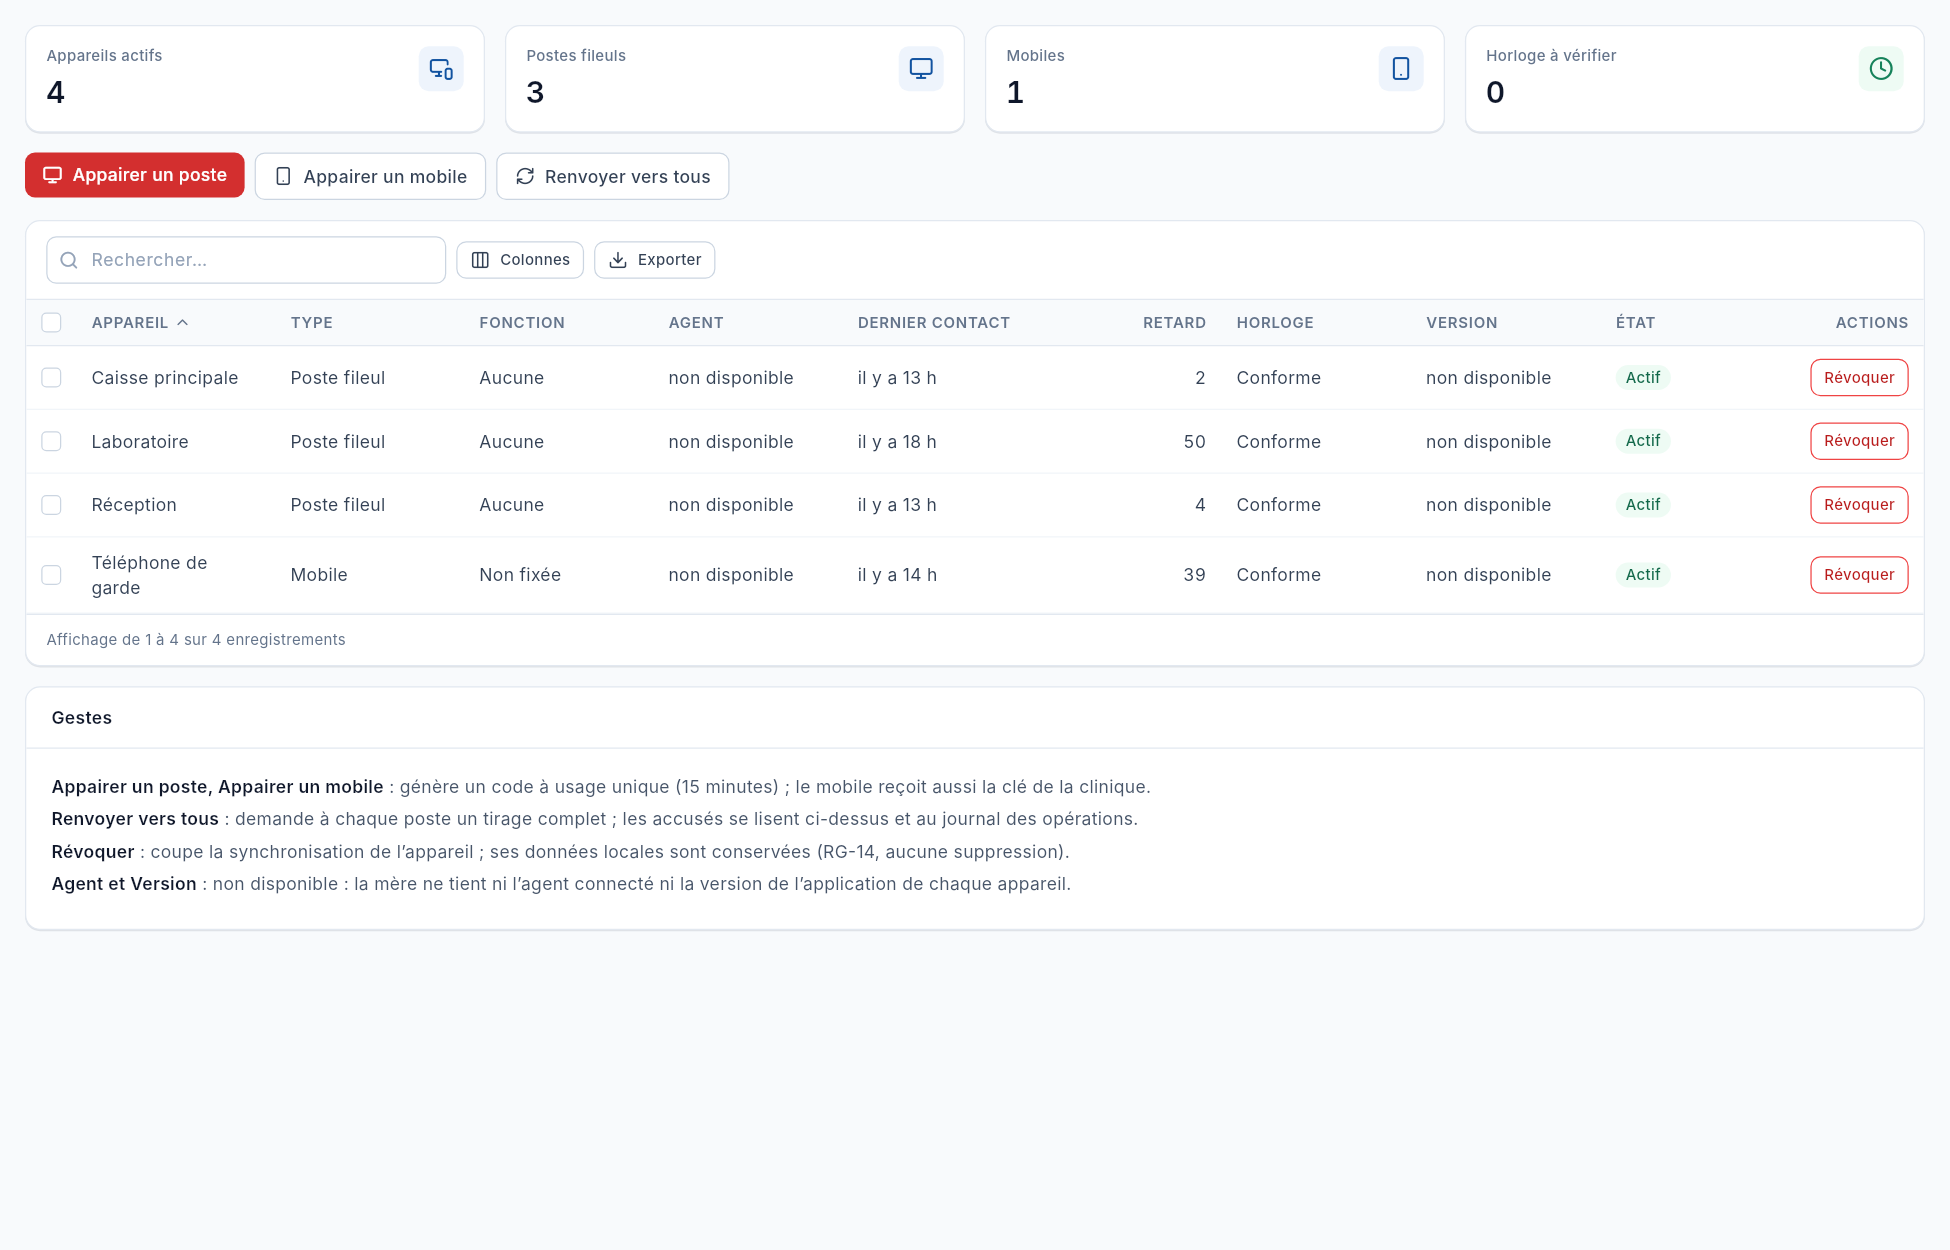 Appareils actifs
4
Postes fileuls
3
Mobiles
1
Horloge à vérifier
0
Appairer un poste
Appairer un mobile
Renvoyer vers tous
Rechercher...
Colonnes
Exporter
APPAREIL TYPE FONCTION AGENT DERNIER CONTACT RETARD HORLOGE VERSION ÉTAT ACTIONS
Caisse principale Poste fileul Aucune non disponible il y a 13 h 2 Conforme non disponible Actif Révoquer
Laboratoire Poste fileul Aucune non disponible il y a 18 h 50 Conforme non disponible Actif Révoquer
Réception Poste fileul Aucune non disponible il y a 13 h 4 Conforme non disponible Actif Révoquer
Téléphone de
garde Mobile Non fixée non disponible il y a 14 h 39 Conforme non disponible Actif Révoquer
Affichage de 1 à 4 sur 4 enregistrements
Gestes
Appairer un poste, Appairer un mobile : génère un code à usage unique (15 minutes) ; le mobile reçoit aussi la clé de la clinique.
Renvoyer vers tous : demande à chaque poste un tirage complet ; les accusés se lisent ci-dessus et au journal des opérations.
Révoquer : coupe la synchronisation de l’appareil ; ses données locales sont conservées (RG-14, aucune suppression).
Agent et Version : non disponible : la mère ne tient ni l’agent connecté ni la version de l’application de chaque appareil.